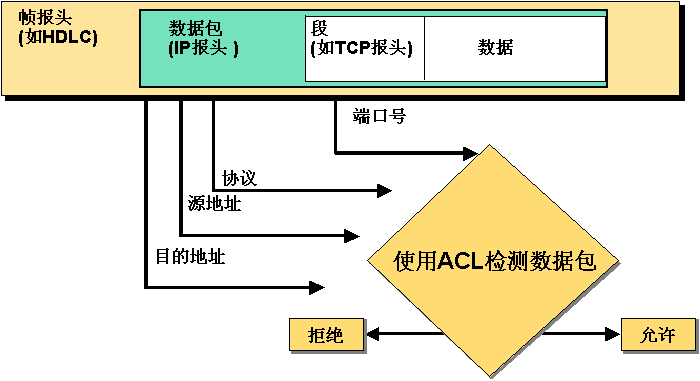 帧报头
(如HDLC)
数据包
(IP报头 )
段
(如TCP报头)
数据
端口号
协议
源地址
目的地址
使用ACL检测数据包
拒绝
允许